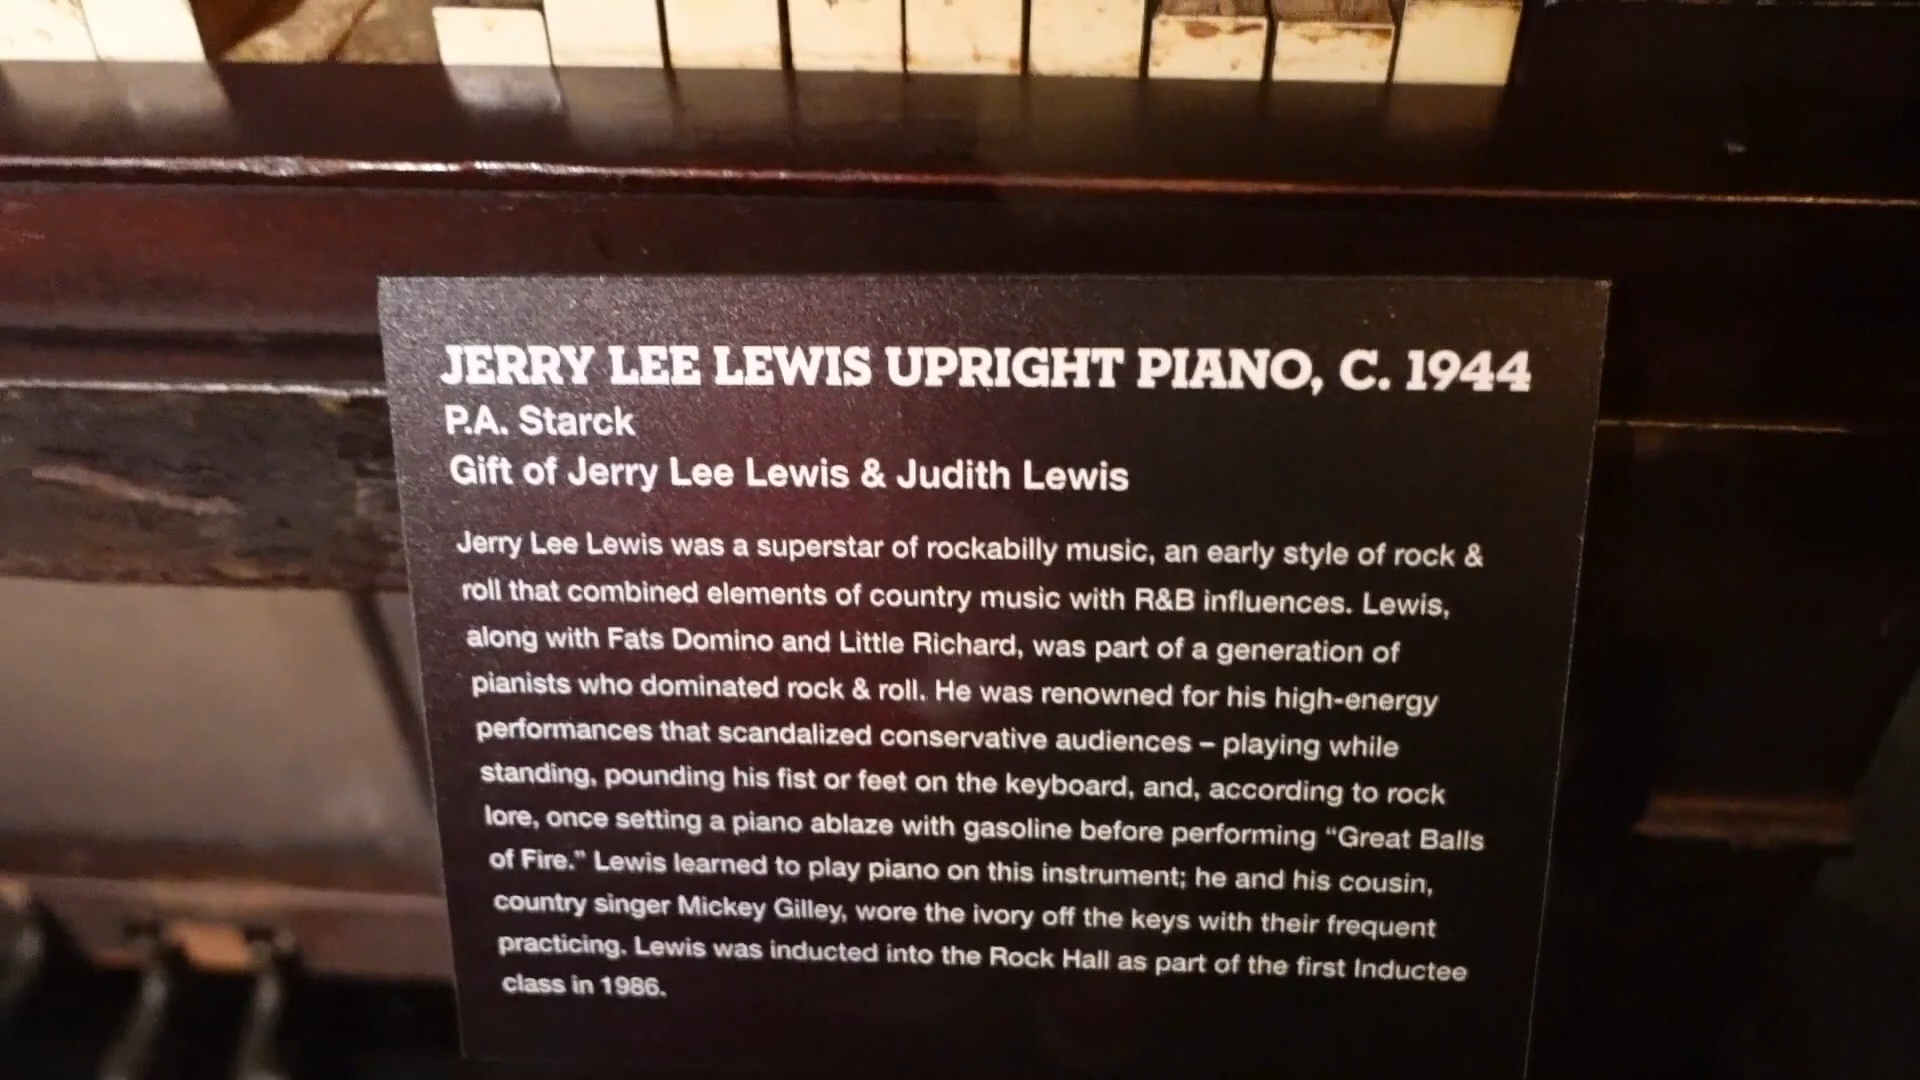 JERRY LEE LEWIS UPRIGHT PIANO, C. 1944
P.A. Starck
Gift of Jerry Lee Lewis & Judith Lewis
Jerry Lee Lewis was a superstar of rockabilly music, an early style of rock &
roll that combined elements of country music with R&B influences. Lewis,
along with Fats Domino and Little Richard, was part of a generation of
pianists who dominated rock & roll. He was renowned for his high-energy
performances that scandalized conservative audiences – playing while
standing, pounding his fist or feet on the keyboard, and, according to rock
lore, once setting a piano ablaze with gasoline before performing “Great Balls
of Fire.” Lewis learned to play piano on this instrument; he and his cousin,
country singer Mickey Gilley, wore the ivory off the keys with their frequent
practicing. Lewis was inducted into the Rock Hall as part of the first Inductee
class in 1986.